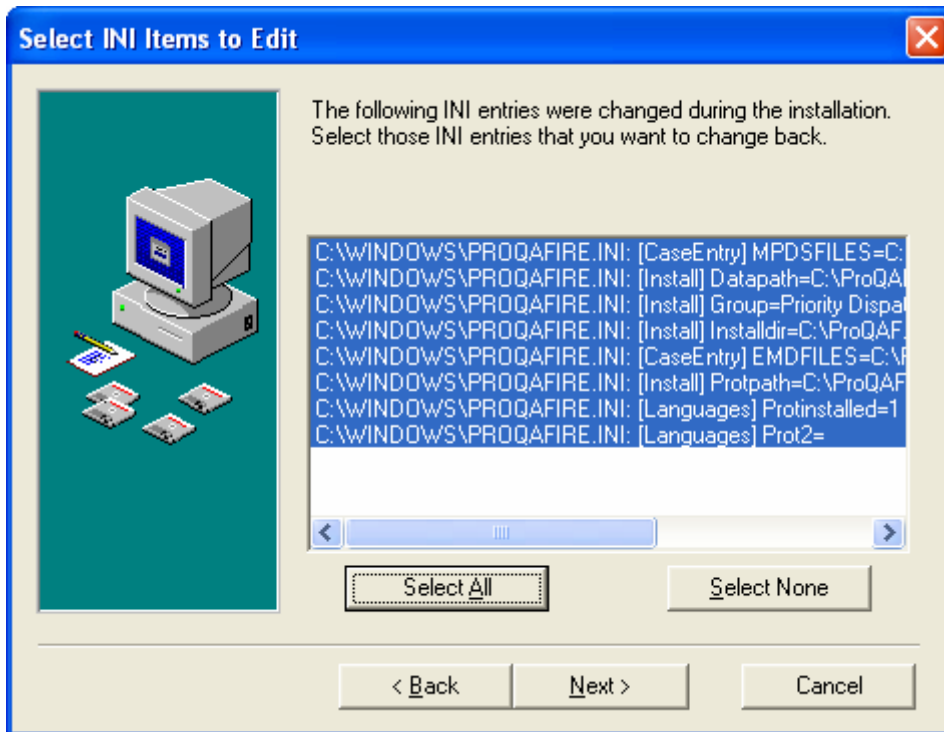 Select INI Items to Edit
The following INI entries were changed during the installation.
Select those INI entries that you want to change back.
C:\WINDOWS\PROQAFIRE.INI: [CaseEntry] MPDSFILES=C:
C:\WINDOWS\PROQAFIRE.INI: [Install] Datapath=C:\ProQAF
C:\WINDOWS\PROQAFIRE.INI: [Install] Group=Priority Dispat
C:\WINDOWS\PROQAFIRE.INI: [Install] Installdir=C:\ProQAF
C:\WINDOWS\PROQAFIRE.INI: [CaseEntry] EMDFILES=C:\P
C:\WINDOWS\PROQAFIRE.INI: [Install] Protpath=C:\ProQAF
C:\WINDOWS\PROQAFIRE.INI: [Languages] Protinstalled=1
C:\WINDOWS\PROQAFIRE.INI: [Languages] Prot2=
Select All
Select None
< Back
Next >
Cancel